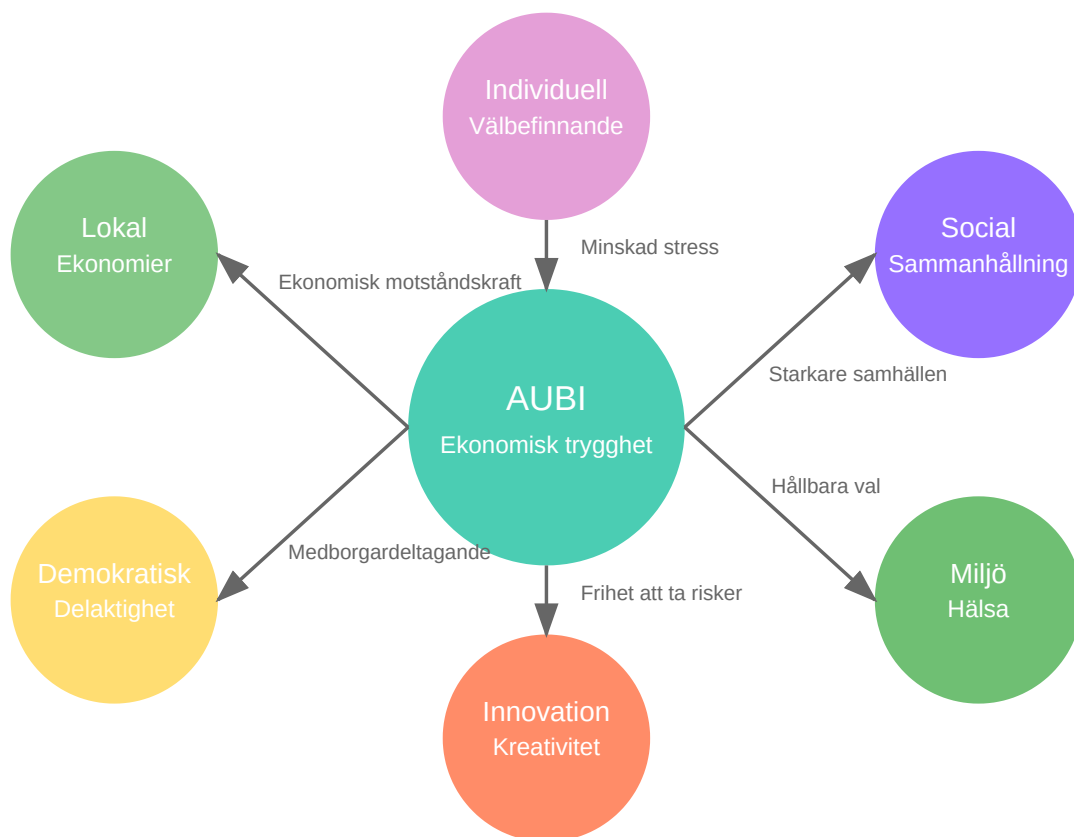 Individuell
Välbefinnande
Lokal
Ekonomier
Social
Sammanhållning
Minskad stress
Ekonomisk motståndskraft
Starkare samhällen
AUBI
Ekonomisk trygghet
Hållbara val
Medborgardeltagande
Demokratisk
Delaktighet
Frihet att ta risker
Miljö
Hälsa
Innovation
Kreativitet